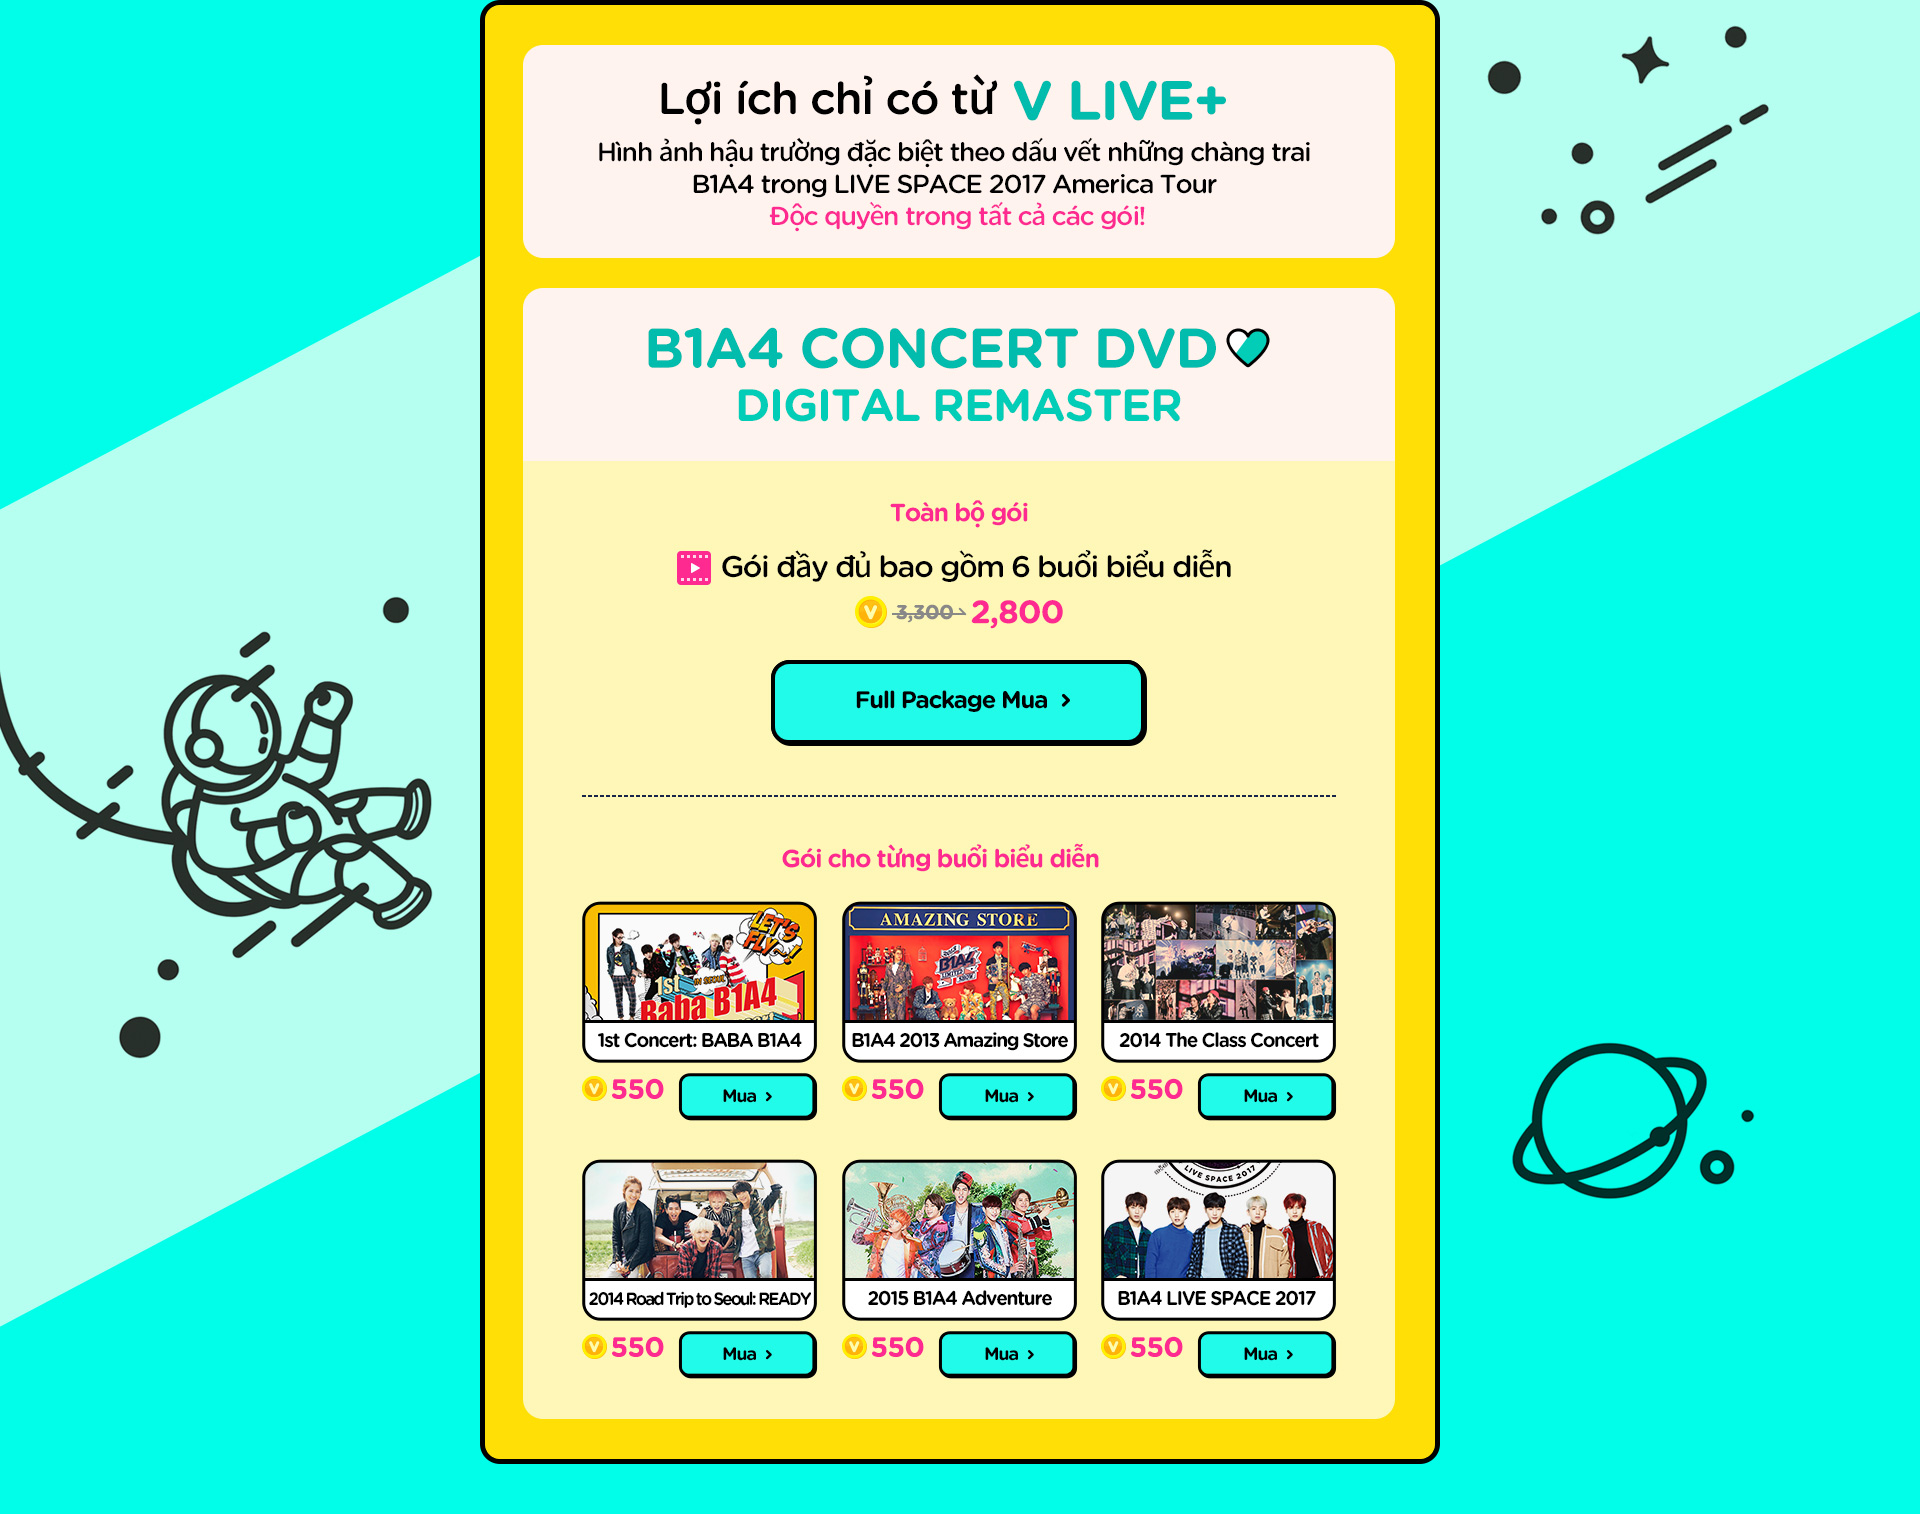 Lợi ích chỉ có từ V LIVE+
Hình ảnh hậu trường đặc biệt theo dấu vết những chàng trai
B1A4 trong LIVE SPACE 2017 America Tour
Độc quyền trong tất cả các gói!
B1A4 CONCERT DVD
DIGITAL REMASTER
Toàn bộ gói
Gói đầy đủ bao gồm 6 buổi biểu diễn
V 3,300 2,800
Full Package Mua >
Gói cho từng buổi biểu diễn
LET'S
FLY
1st IN SEOUL
Baba B1A4
AMAZING STORE
B1A4
1st Concert: BABA B1A4
B1A4 2013 Amazing Store
2014 The Class Concert
V 550 Mua >
V 550 Mua >
V 550 Mua >
LIVE SPACE 2017
2014 Road Trip to Seoul: READY
2015 B1A4 Adventure
B1A4 LIVE SPACE 2017
V 550 Mua >
V 550 Mua >
V 550 Mua >